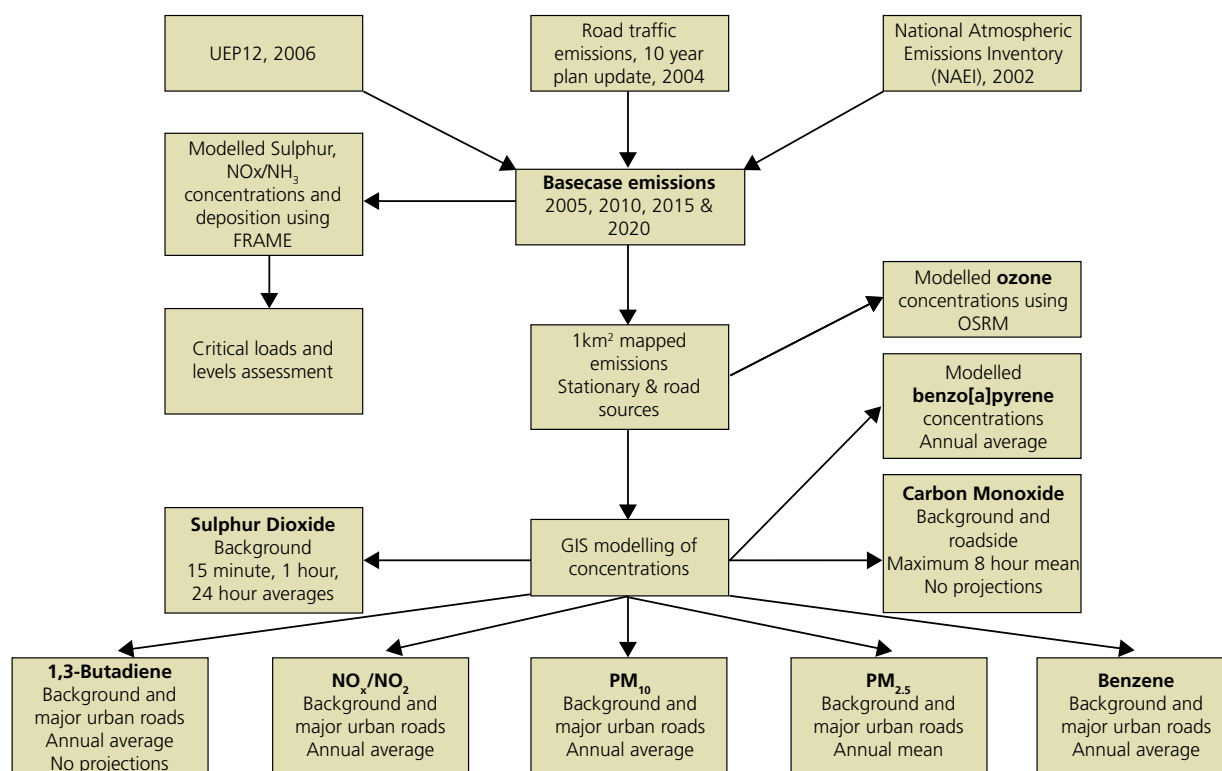 UEP12, 2006
Road traffic
emissions, 10 year
plan update, 2004
National Atmospheric
Emissions Inventory
(NAEI), 2002
Modelled Sulphur,
NOx/NH₃
concentrations and
deposition using
FRAME
Basecase emissions
2005, 2010, 2015 &
2020
Critical loads and
levels assessment
1km² mapped
emissions
Stationary & road
sources
Modelled ozone
concentrations using
OSRM
Modelled
benzo[a]pyrene
concentrations
Annual average
Sulphur Dioxide
Background
15 minute, 1 hour,
24 hour averages
GIS modelling of
concentrations
Carbon Monoxide
Background and
roadside
Maximum 8 hour mean
No projections
1,3-Butadiene
Background and
major urban roads
Annual average
No projections
NOₓ/NO₂
Background and
major urban roads
Annual average
PM₁₀
Background and
major urban roads
Annual average
PM₂.₅
Background and
major urban roads
Annual mean
Benzene
Background and
major urban roads
Annual average